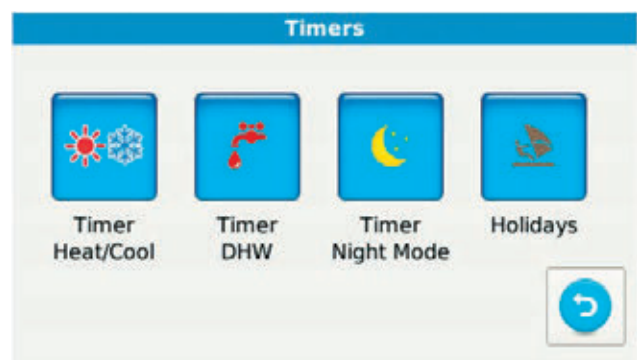 Timers
Timer
Heat/Cool
Timer
DHW
Timer
Night Mode
Holidays